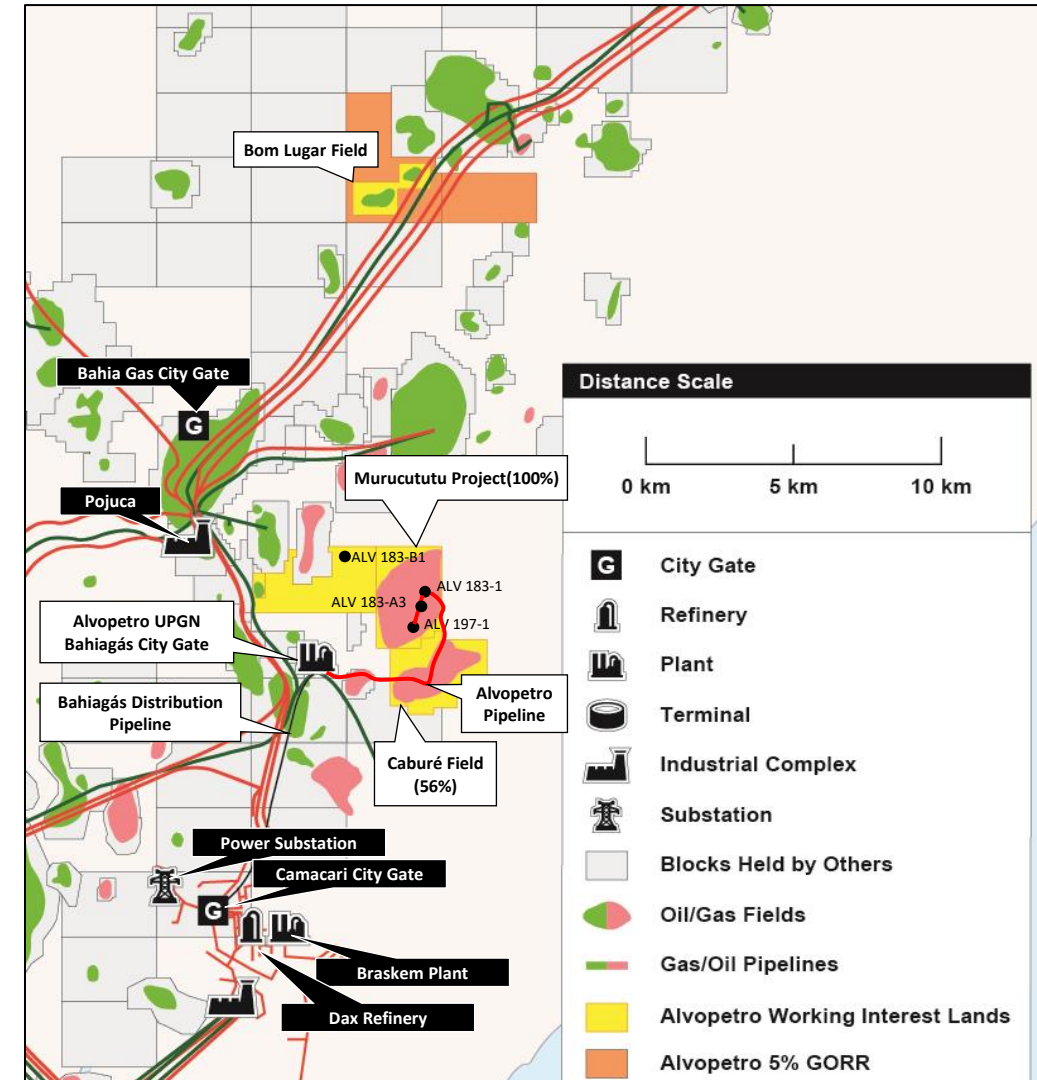 Bom Lugar Field
Bahia Gas City Gate
G
Pojuca
Murucututu Project(100%)
ALV 183-B1
ALV 183-1
ALV 183-A3
ALV 197-1
Alvopetro UPGN
Bahiagás City Gate
Bahiagás Distribution
Pipeline
Alvopetro
Pipeline
Caburé Field
(56%)
Power Substation
Camacari City Gate
G
Braskem Plant
Dax Refinery
Distance Scale
0 km
5 km
10 km
G
City Gate
Refinery
Plant
Terminal
Industrial Complex
Substation
Blocks Held by Others
Oil/Gas Fields
Gas/Oil Pipelines
Alvopetro Working Interest Lands
Alvopetro 5% GORR